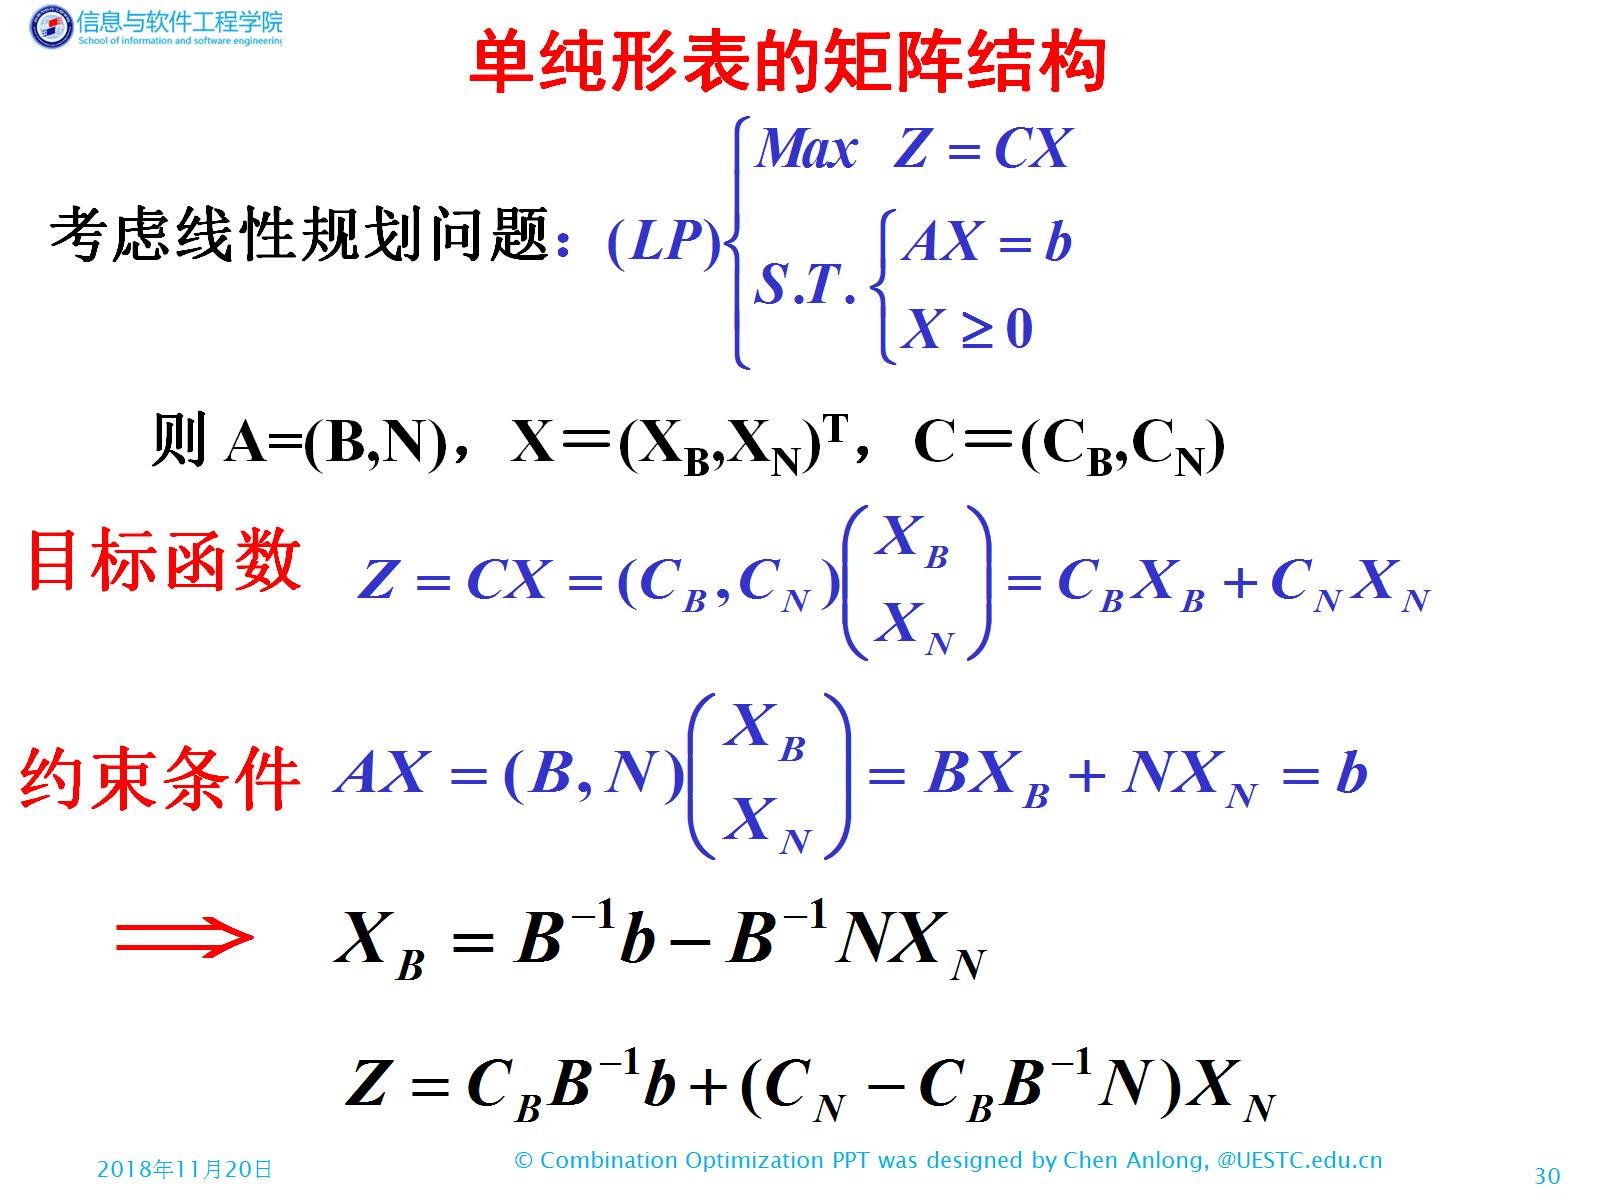 信息与软件工程学院
School of information and software engineering
单纯形表的矩阵结构
考虑线性规划问题：(LP)
Max Z = CX
S.T.
AX = b
X ≥ 0
则 A=(B,N)，X＝(X_B,X_N)^T，C＝(C_B,C_N)
目标函数 Z = CX = (C_B, C_N)(X_B X_N) = C_B X_B + C_N X_N
约束条件 AX = (B, N)(X_B X_N) = BX_B + NX_N = b
⟹ X_B = B^{-1}b − B^{-1}NX_N
Z = C_B B^{-1}b + (C_N − C_B B^{-1}N)X_N
2018年11月20日
© Combination Optimization PPT was designed by Chen Anlong, @UESTC.edu.cn
30